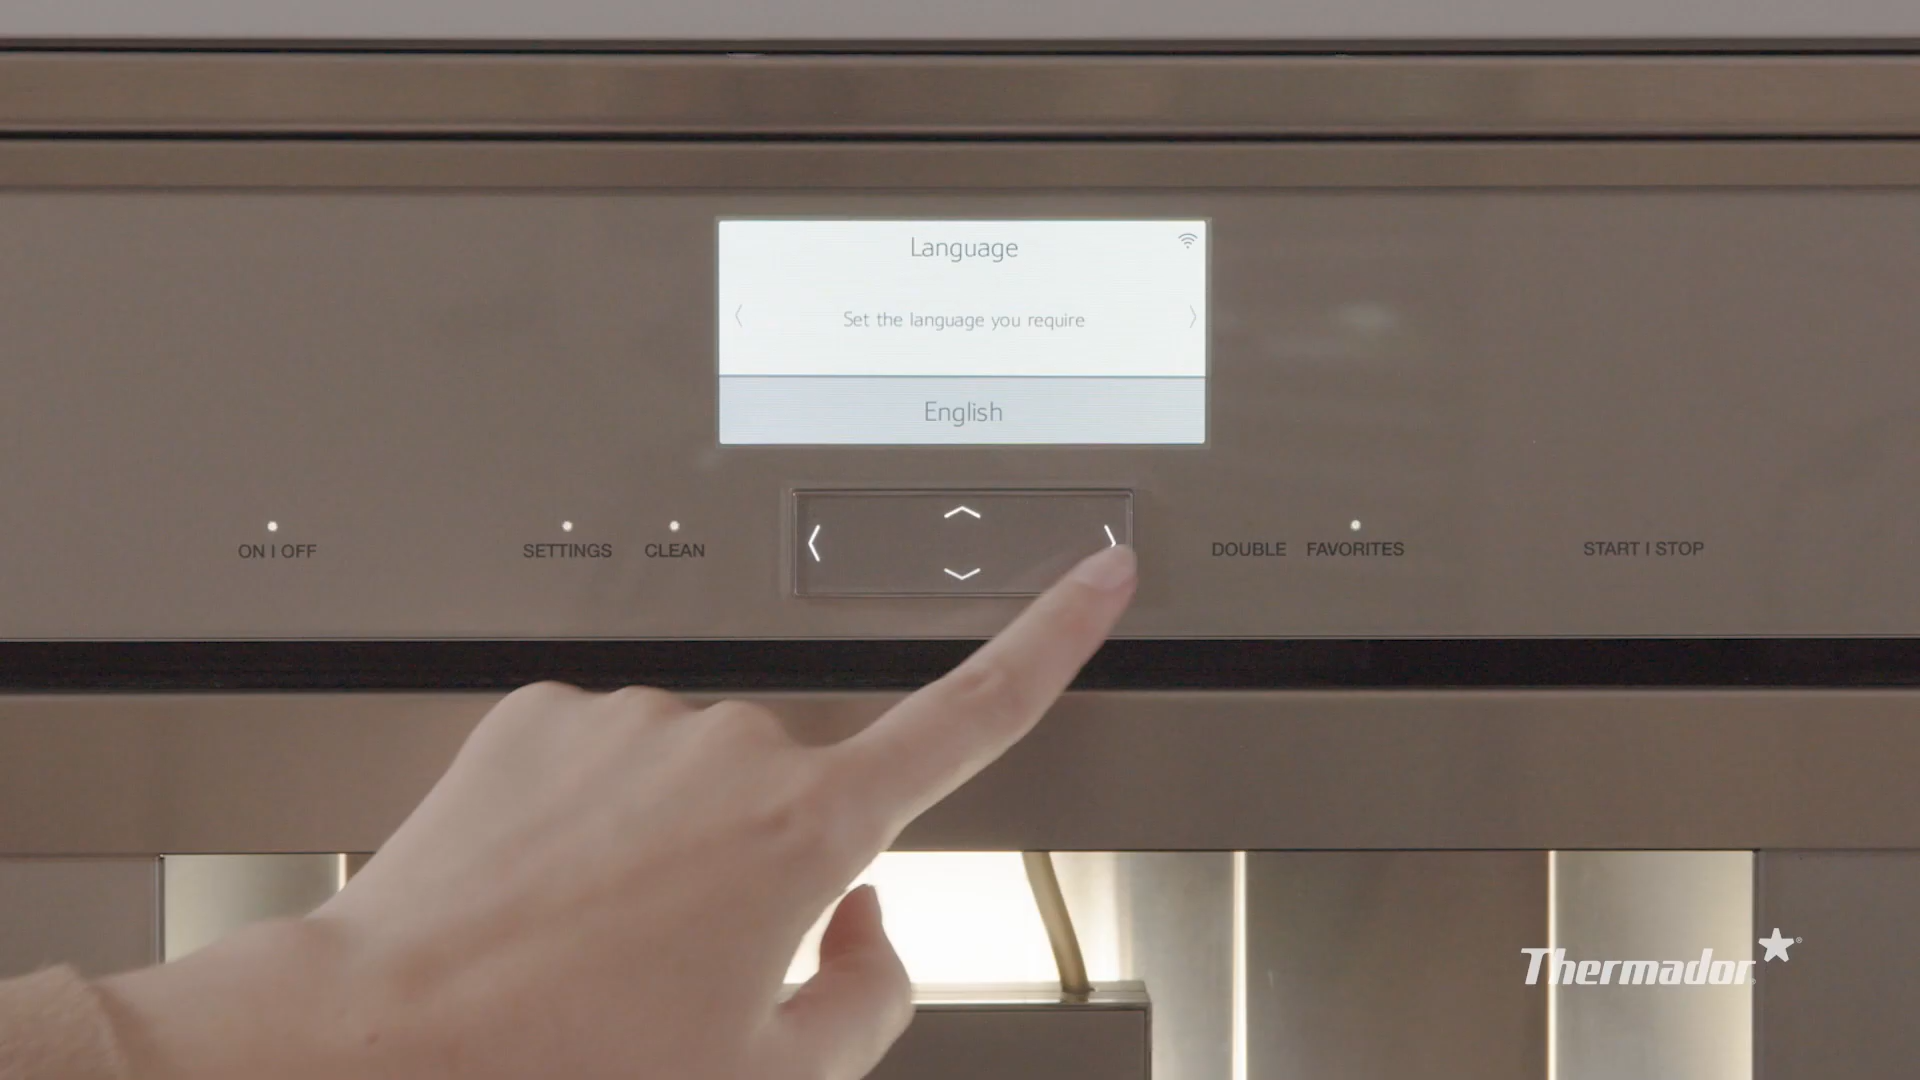 Language
Set the language you require
English
ON I OFF
SETTINGS
CLEAN
DOUBLE
FAVORITES
START I STOP
Thermador